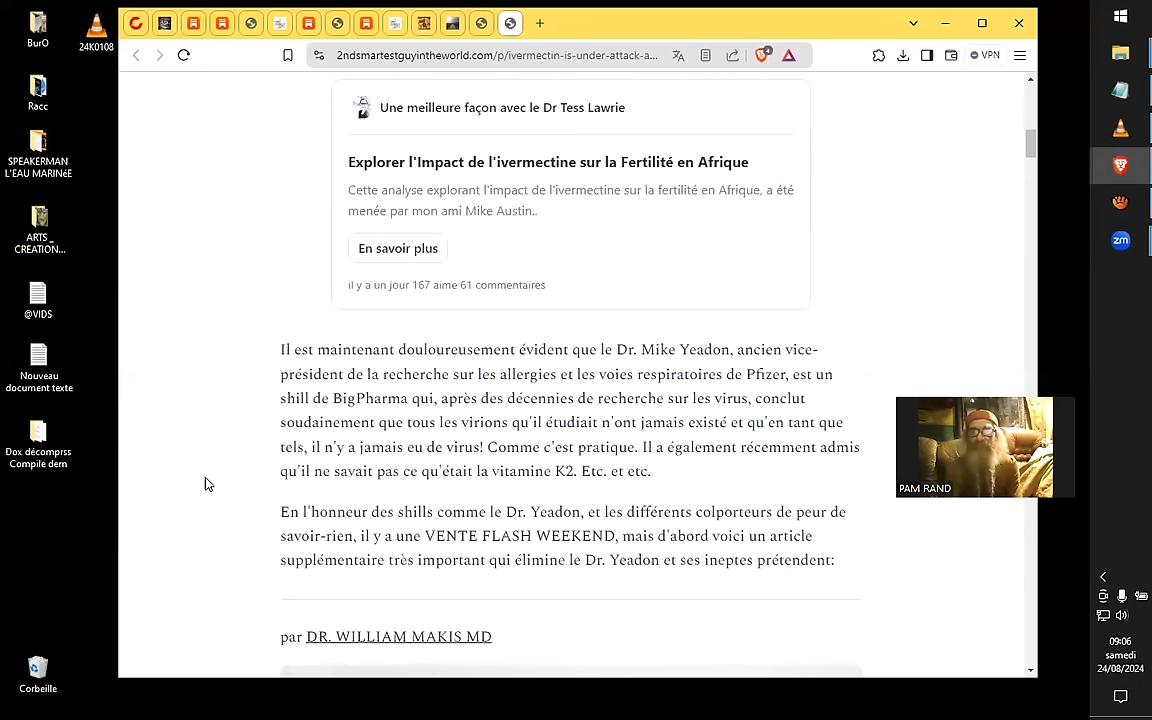 BurO
24K0108
Racc
SPEAKERMAN
L'EAU MARINéE
ARTS _
CREATION...
@VIDS
Nouveau
document texte
Dox décomprss
Compile dern
Corbeille
2ndsmartestguyintheworld.com/p/ivermectin-is-under-attack-a...
4
VPN
Une meilleure façon avec le Dr Tess Lawrie
Explorer l'Impact de l'ivermectine sur la Fertilité en Afrique
Cette analyse explorant l'impact de l'ivermectine sur la fertilité en Afrique, a été
menée par mon ami Mike Austin..
En savoir plus
il y a un jour 167 aime 61 commentaires
Il est maintenant douloureusement évident que le Dr. Mike Yeadon, ancien vice-
président de la recherche sur les allergies et les voies respiratoires de Pfizer, est un
shill de BigPharma qui, après des décennies de recherche sur les virus, conclut
soudainement que tous les virions qu'il étudiait n'ont jamais existé et qu'en tant que
tels, il n'y a jamais eu de virus! Comme c'est pratique. Il a également récemment admis
qu'il ne savait pas ce qu'était la vitamine K2. Etc. et etc.
En l'honneur des shills comme le Dr. Yeadon, et les différents colporteurs de peur de
savoir-rien, il y a une VENTE FLASH WEEKEND, mais d'abord voici un article
supplémentaire très important qui élimine le Dr. Yeadon et ses ineptes prétendent:
par DR. WILLIAM MAKIS MD
PAM RAND
zm
09:06
samedi
24/08/2024